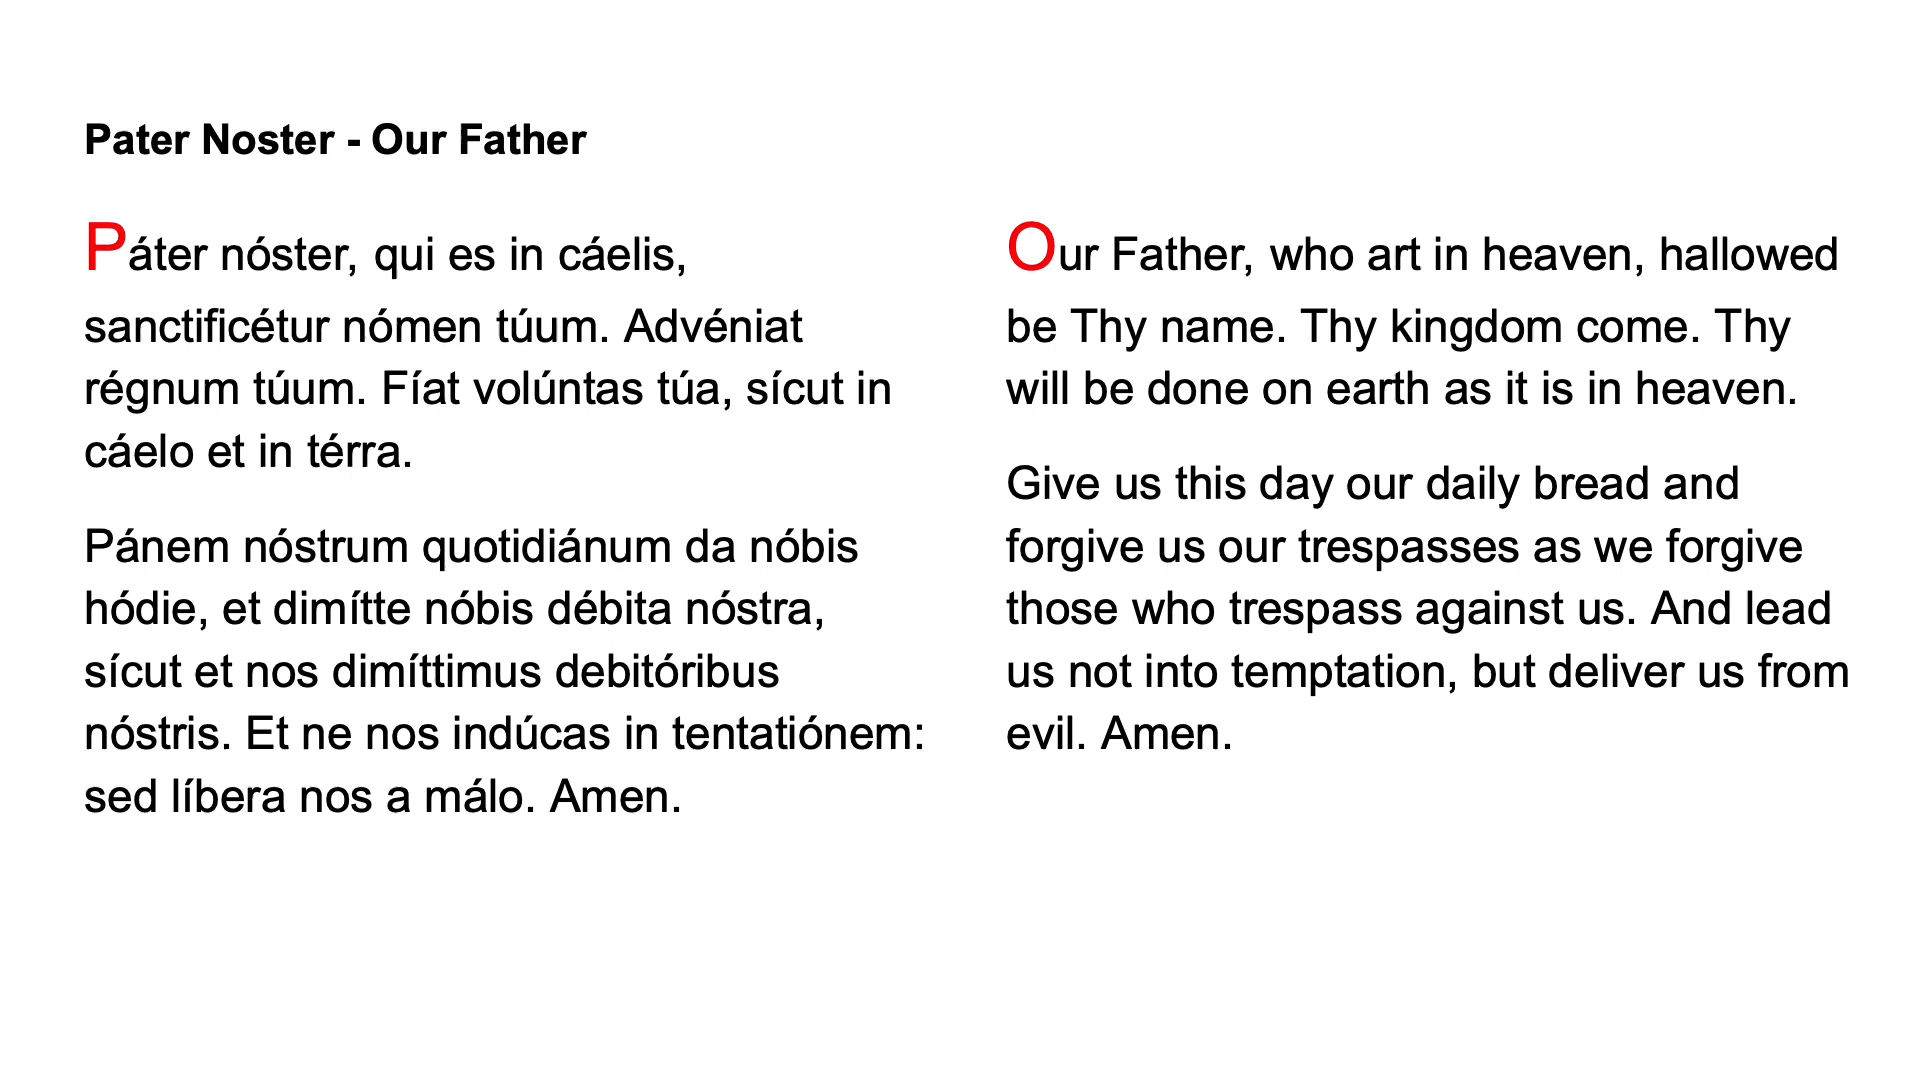 Pater Noster - Our Father
Páter nóster, qui es in cáelis,
sanctificétur nómen túum. Advéniat
régnum túum. Fíat volúntas túa, sícut in
cáelo et in térra.
Pánem nóstrum quotidiánum da nóbis
hódie, et dimítte nóbis débita nóstra,
sícut et nos dimíttimus debitóribus
nóstris. Et ne nos indúcas in tentatiónem:
sed líbera nos a málo. Amen.
Our Father, who art in heaven, hallowed
be Thy name. Thy kingdom come. Thy
will be done on earth as it is in heaven.
Give us this day our daily bread and
forgive us our trespasses as we forgive
those who trespass against us. And lead
us not into temptation, but deliver us from
evil. Amen.